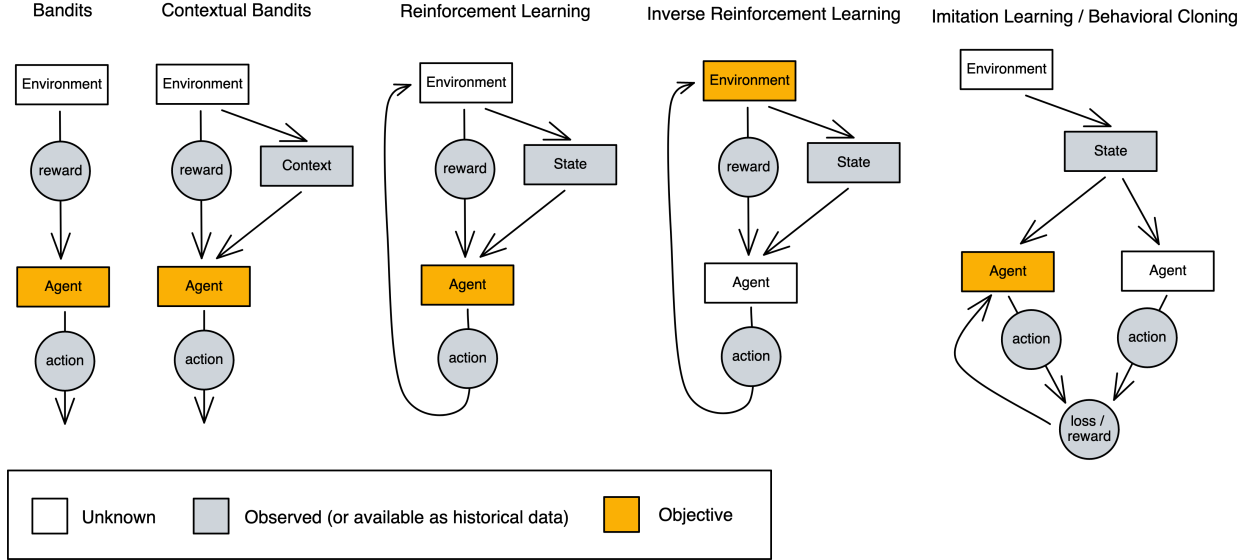 Bandits
Environment
reward
Agent
action
Contextual Bandits
Environment
reward
Context
Agent
action
Reinforcement Learning
Environment
reward
State
Agent
action
Inverse Reinforcement Learning
Environment
reward
State
Agent
action
Imitation Learning / Behavioral Cloning
Environment
State
Agent
Agent
action
action
loss /
reward
Unknown
Observed (or available as historical data)
Objective